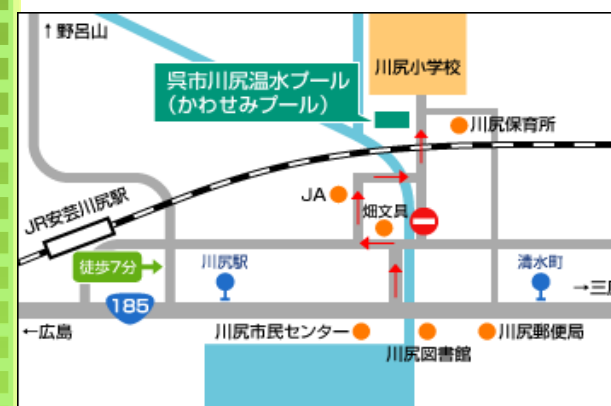 ↑野呂山
川尻小学校
呉市川尻温水プール
(かわせみプール)
川尻保育所
JR安芸川尻駅
JA
畑文具
徒歩7分
川尻駅
清水町
185
←広島
川尻市民センター
川尻図書館
川尻郵便局